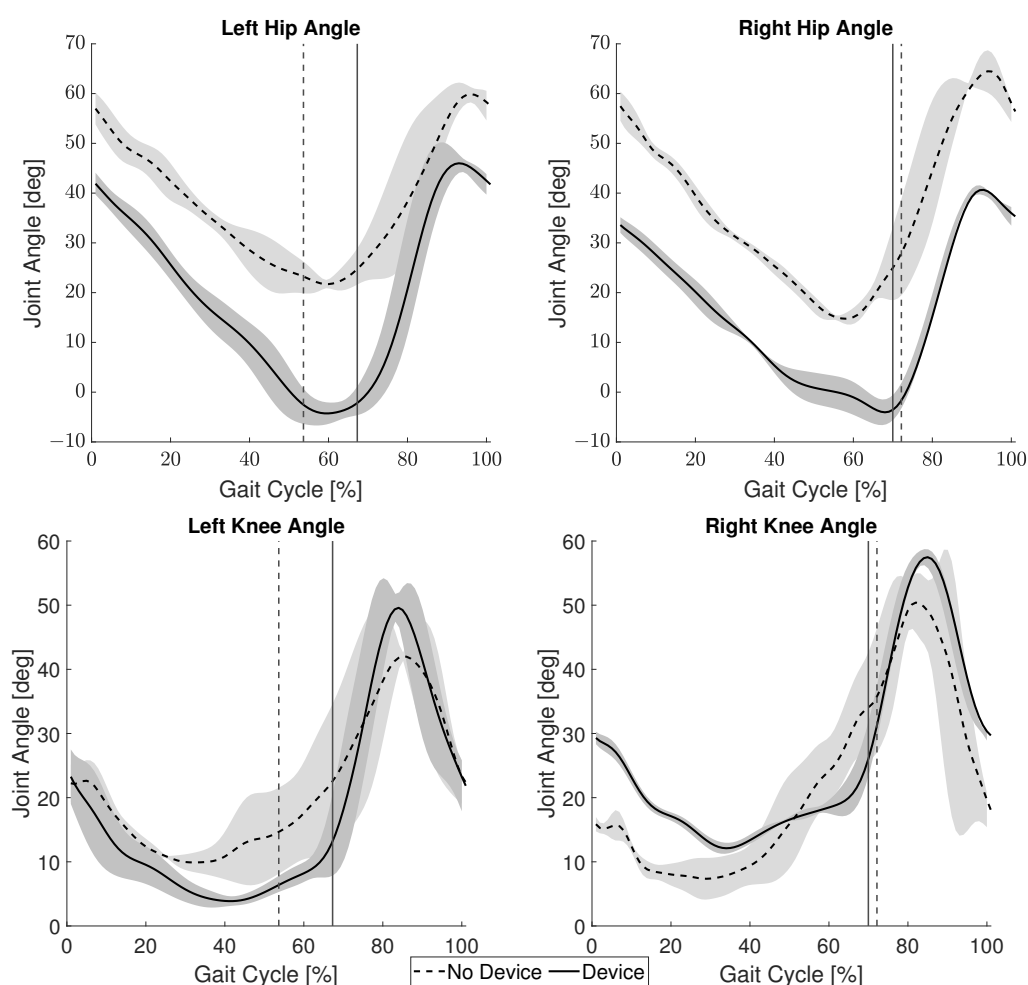 Left Hip Angle
Joint Angle [deg]
70
60
50
40
30
20
10
0
−10
0 20 40 60 80 100
Gait Cycle [%]
Right Hip Angle
Joint Angle [deg]
70
60
50
40
30
20
10
0
−10
0 20 40 60 80 100
Gait Cycle [%]
Left Knee Angle
Joint Angle [deg]
60
50
40
30
20
10
0
0 20 40 60 80 100
Gait Cycle [%]
Right Knee Angle
Joint Angle [deg]
60
50
40
30
20
10
0
0 20 40 60 80 100
Gait Cycle [%]
No Device Device